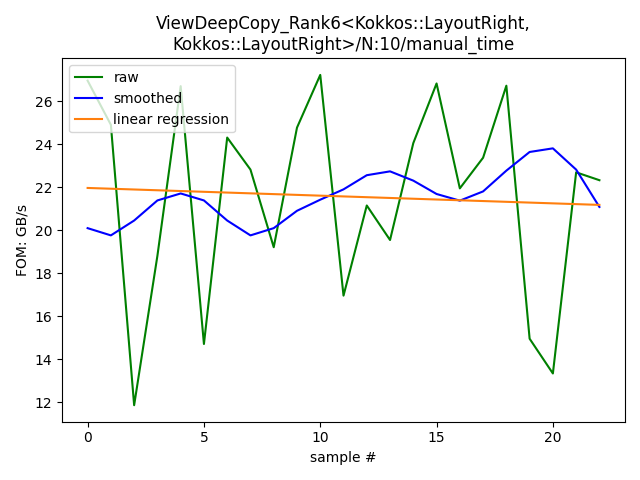 ViewDeepCopy_Rank6<Kokkos::LayoutRight,
Kokkos::LayoutRight>/N:10/manual_time
raw
smoothed
linear regression
FOM: GB/s
26
24
22
20
18
16
14
12
0
5
10
15
20
sample #